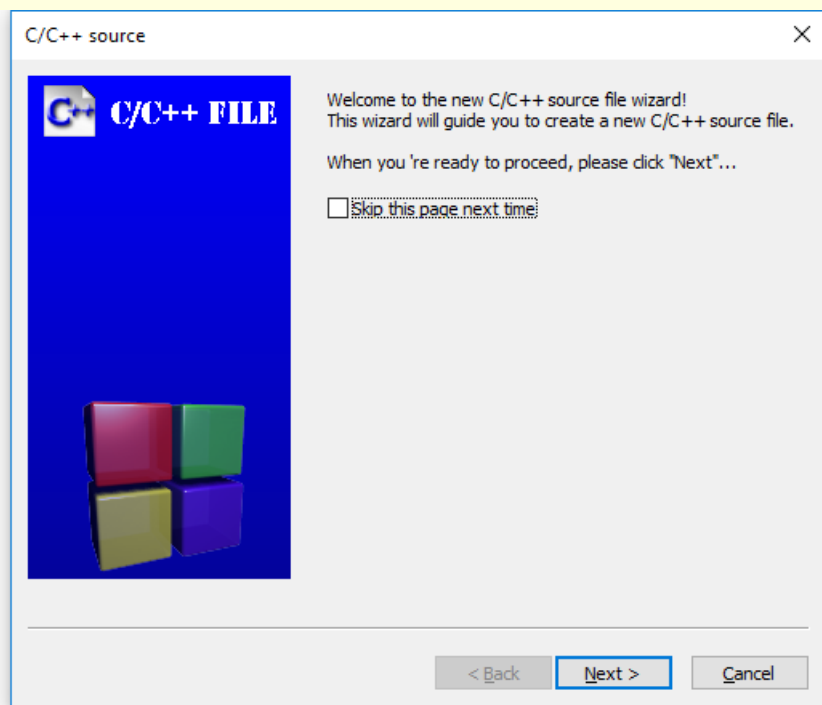 C/C++ source
C++ C/C++ FILE
Welcome to the new C/C++ source file wizard!
This wizard will guide you to create a new C/C++ source file.
When you 're ready to proceed, please click "Next"...
Skip this page next time
< Back Next > Cancel